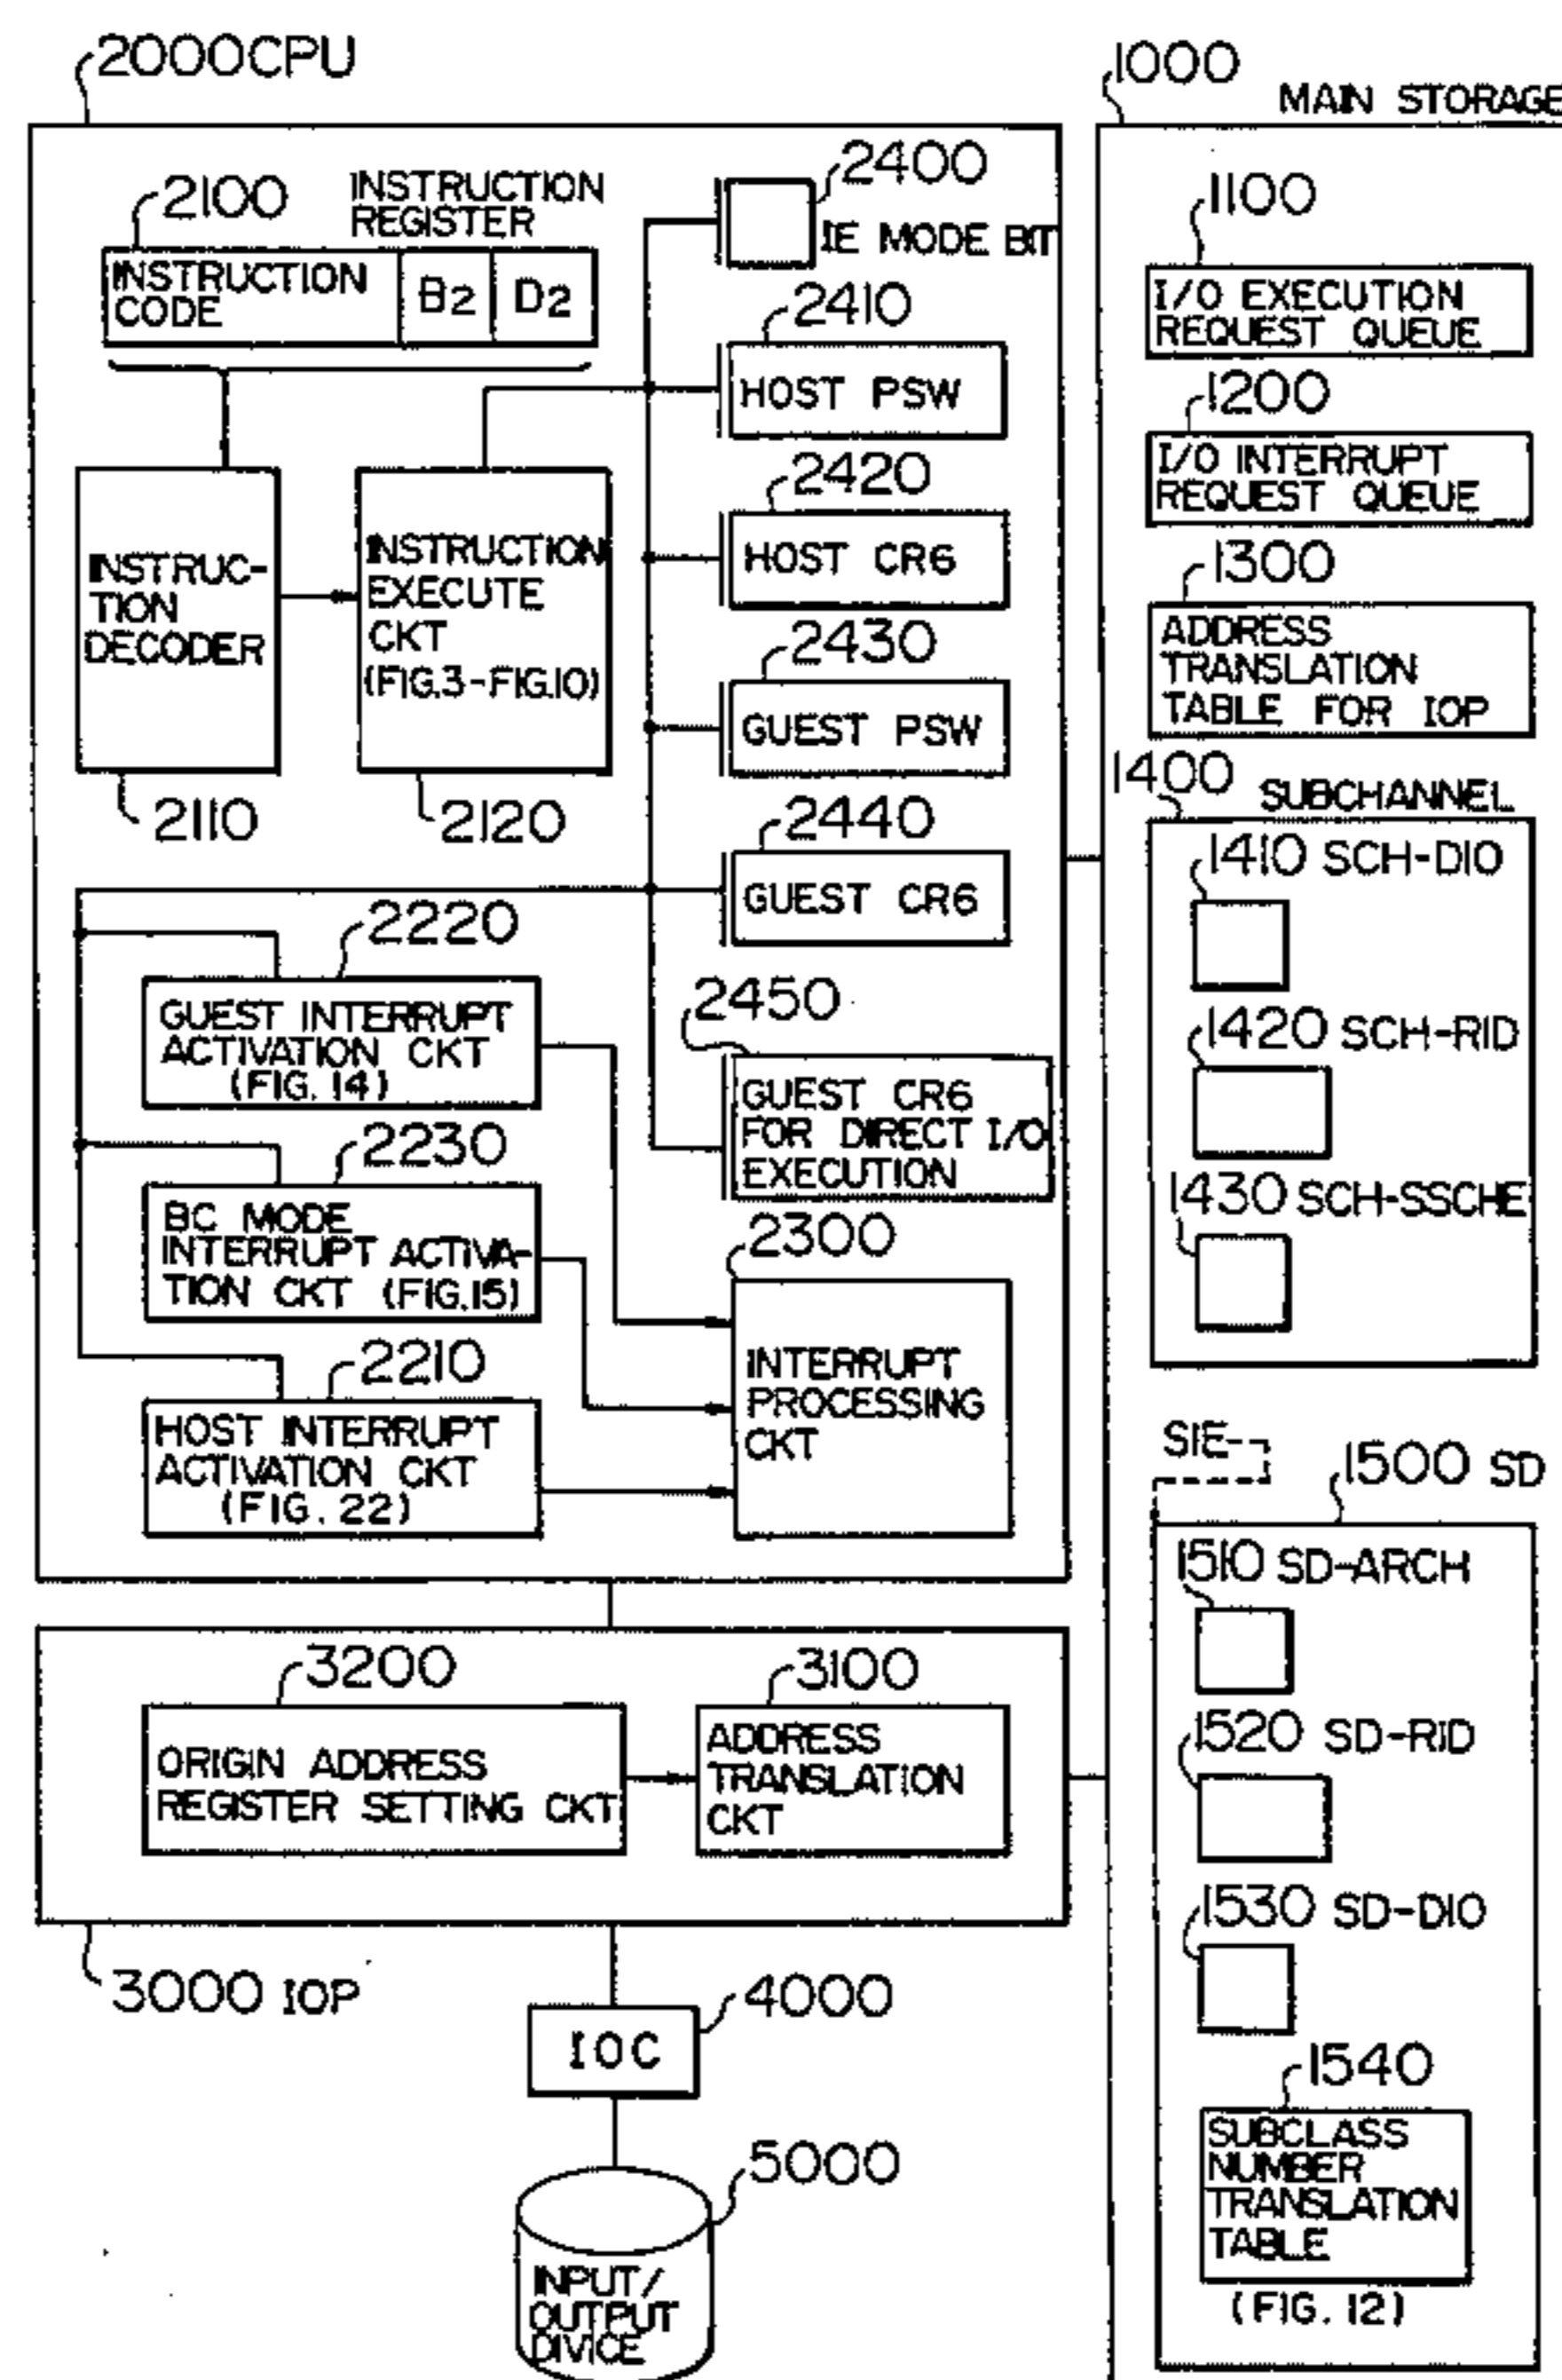 2000 CPU
2100
INSTRUCTION
REGISTER
INSTRUCTION
CODE
B2
D2
INSTRUC-
TION
DECODER
2110
INSTRUCTION
EXECUTE
CKT
(FIG.3-FIG.10)
2120
2400
IE MODE BIT
2410
HOST PSW
2420
HOST CR6
2430
GUEST PSW
2440
GUEST CR6
2450
GUEST CR6
FOR DIRECT I/O
EXECUTION
2220
GUEST INTERRUPT
ACTIVATION CKT
(FIG. 14)
2230
BC MODE
INTERRUPT ACTIVA-
TION CKT (FIG.15)
2210
HOST INTERRUPT
ACTIVATION CKT
(FIG. 22)
2300
INTERRUPT
PROCESSING
CKT
3200
ORIGIN ADDRESS
REGISTER SETTING CKT
3100
ADDRESS
TRANSLATION
CKT
3000 IOP
4000
IOC
5000
INPUT/
OUTPUT
DIVICE
1000
MAIN STORAGE
1100
I/O EXECUTION
REQUEST QUEUE
1200
I/O INTERRUPT
REQUEST QUEUE
1300
ADDRESS
TRANSLATION
TABLE FOR IOP
1400
SUBCHANNEL
1410 SCH-DIO
1420 SCH-RID
1430 SCH-SSCHE
SIE
1500 SD
1510 SD-ARCH
1520 SD-RID
1530 SD-DIO
1540
SUBCLASS
NUMBER
TRANSLATION
TABLE
(FIG. 12)